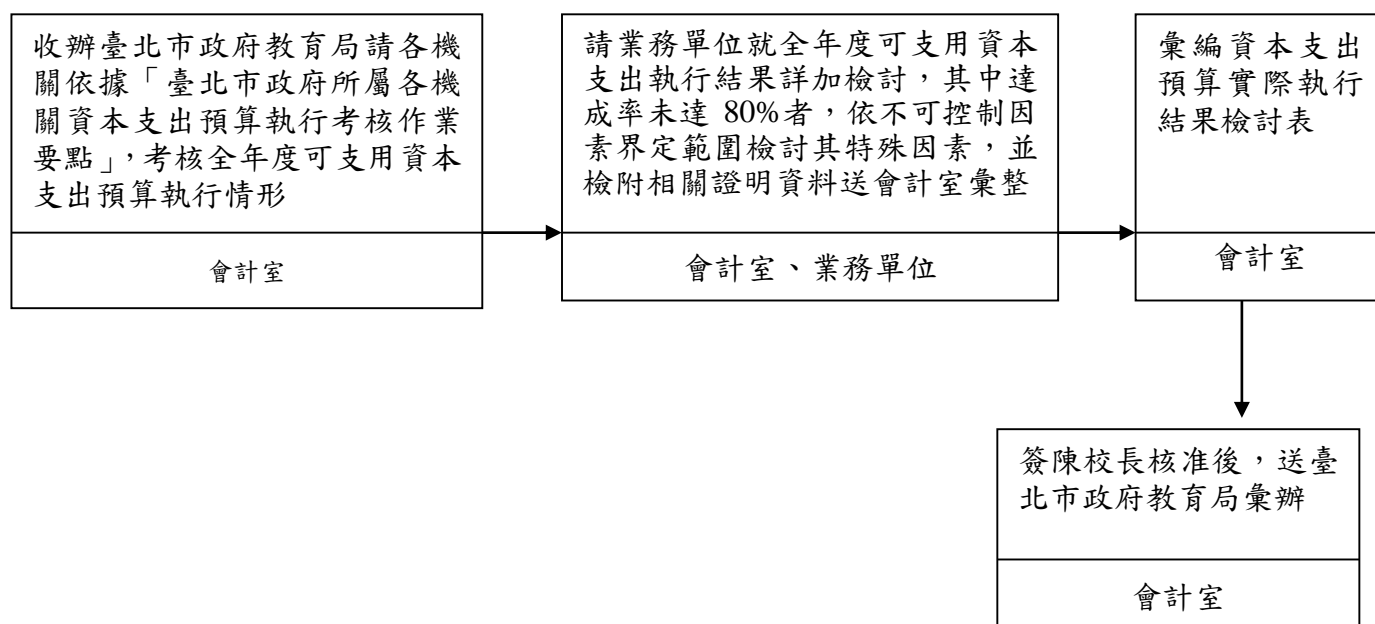 收辦臺北市政府教育局請各機
關依據「臺北市政府所屬各機
關資本支出預算執行考核作業
要點」，考核全年度可支用資本
支出預算執行情形
會計室
請業務單位就全年度可支用資本
支出執行結果詳加檢討，其中達
成率未達 80%者，依不可控制因
素界定範圍檢討其特殊因素，並
檢附相關證明資料送會計室彙整
會計室、業務單位
彙編資本支出
預算實際執行
結果檢討表
會計室
簽陳校長核准後，送臺
北市政府教育局彙辦
會計室